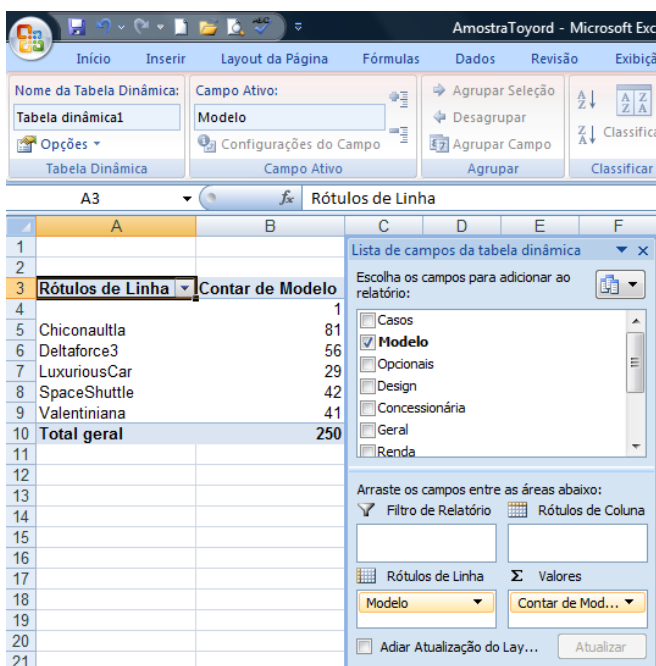 AmostraToyord - Microsoft Exc
Início Inserir Layout da Página Fórmulas Dados Revisão Exibiçã
Nome da Tabela Dinâmica: Campo Ativo: Agrupar Seleção
Tabela dinâmica1 Modelo Desagrupar
Opções Configurações do Campo Agrupar Campo Classifica
Tabela Dinâmica Campo Ativo Agrupar Classificar
A3 fx Rótulos de Linha
A B C D E F
1
2
3 Rótulos de Linha Contar de Modelo
4 1
5 Chiconaultla 81
6 Deltaforce3 56
7 LuxuriousCar 29
8 SpaceShuttle 42
9 Valentiniana 41
10 Total geral 250
11
12
13
14
15
16
17
18
19
20
21
Lista de campos da tabela dinâmica
Escolha os campos para adicionar ao
relatório:
Casos
Modelo
Opcionais
Design
Concessionária
Geral
Renda
Arraste os campos entre as áreas abaixo:
Filtro de Relatório Rótulos de Coluna
Rótulos de Linha Σ Valores
Modelo Contar de Mod...
Adiar Atualização do Lay... Atualizar